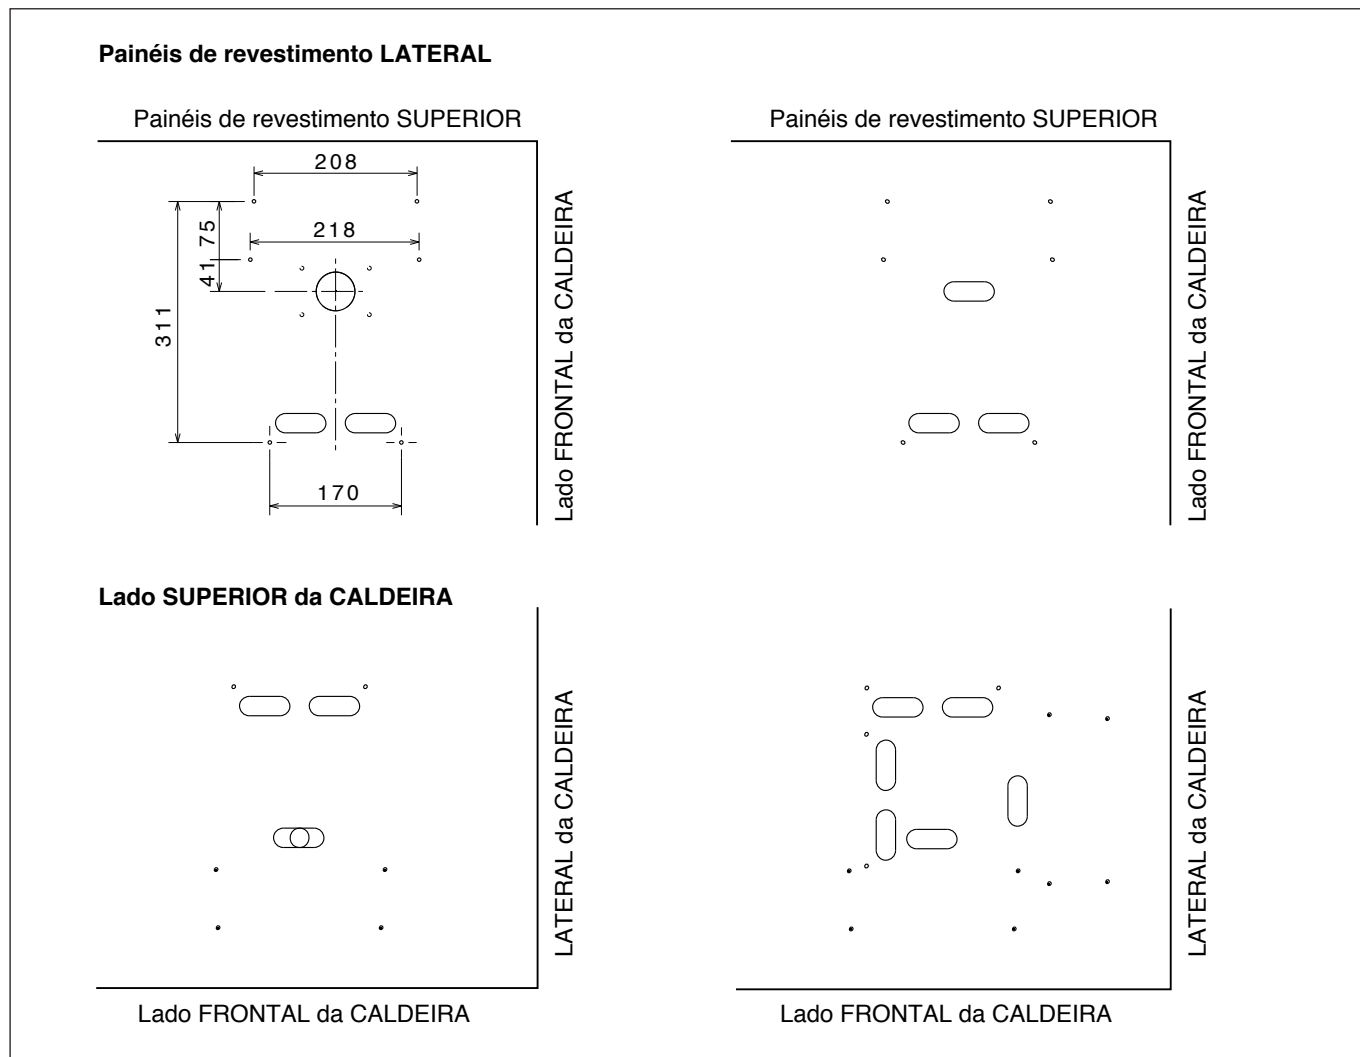 Painéis de revestimento LATERAL
Painéis de revestimento SUPERIOR
208
75
218
41
311
170
Lado FRONTAL da CALDEIRA
Painéis de revestimento SUPERIOR
Lado FRONTAL da CALDEIRA
Lado SUPERIOR da CALDEIRA
LATERAL da CALDEIRA
Lado FRONTAL da CALDEIRA
LATERAL da CALDEIRA
Lado FRONTAL da CALDEIRA